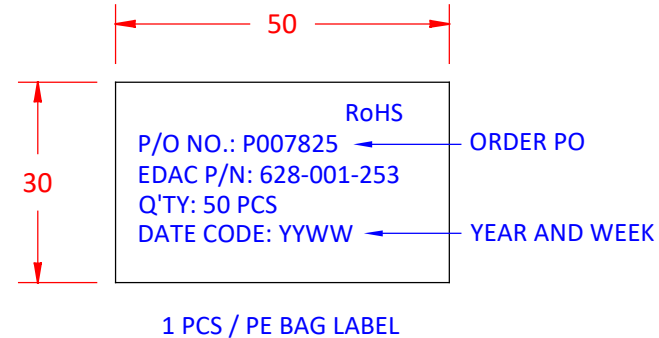 50
30
RoHS
P/O NO.: P007825
ORDER PO
EDAC P/N: 628-001-253
Q'TY: 50 PCS
DATE CODE: YYWW
YEAR AND WEEK
1 PCS / PE BAG LABEL